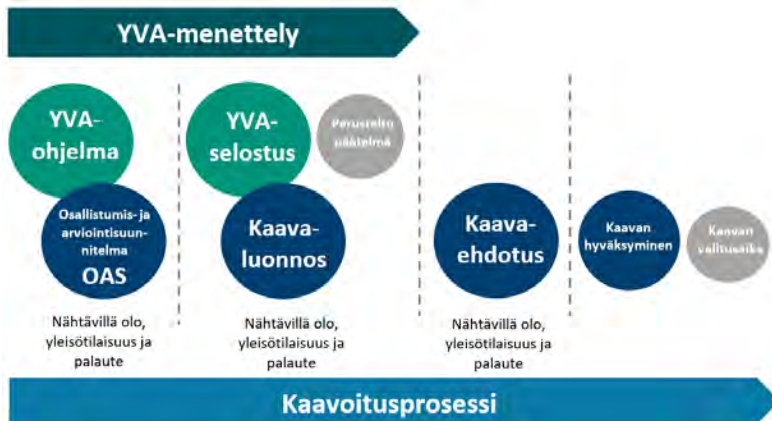 YVA-menettely
YVA-
ohjelma
YVA-
selostus
Perusteltu
päätelmä
Osallistumis- ja
arviointisuun-
nitelma
OAS
Kaava-
luonnos
Kaava-
ehdotus
Kaavan
hyväksyminen
Kaavan
valitusaika
Nähtävillä olo,
yleisötilaisuus ja
palaute
Nähtävillä olo,
yleisötilaisuus ja
palaute
Nähtävillä olo,
yleisötilaisuus ja
palaute
Kaavoitusprosessi